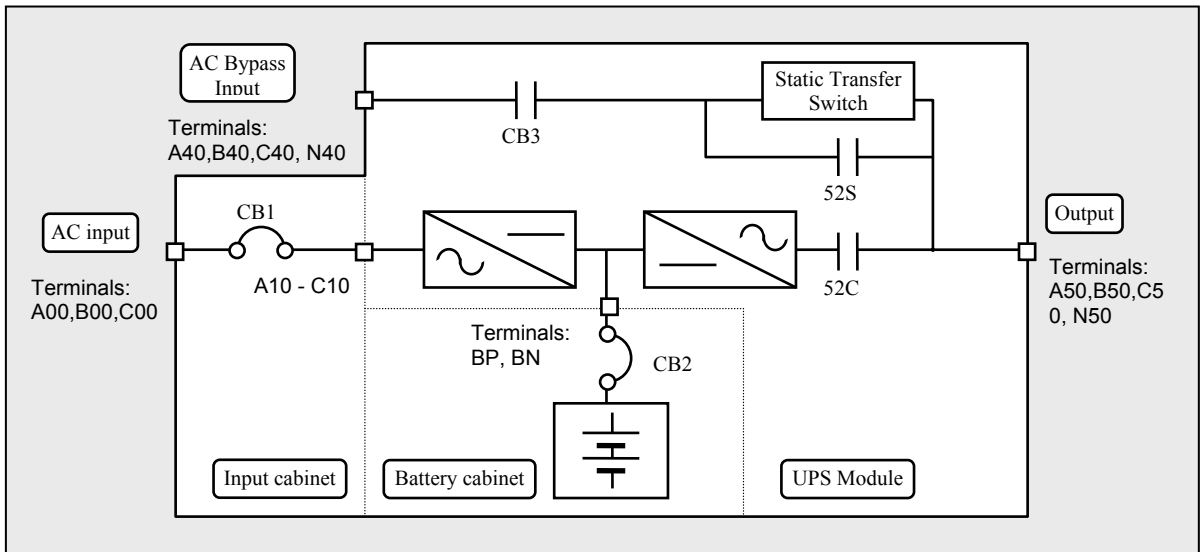 AC Bypass
Input
Terminals:
A40,B40,C40, N40
Static Transfer
Switch
CB3
52S
AC input
CB1
A10 - C10
Terminals:
A00,B00,C00
52C
Output
Terminals:
A50,B50,C5
0, N50
Terminals:
BP, BN
CB2
Input cabinet
Battery cabinet
UPS Module